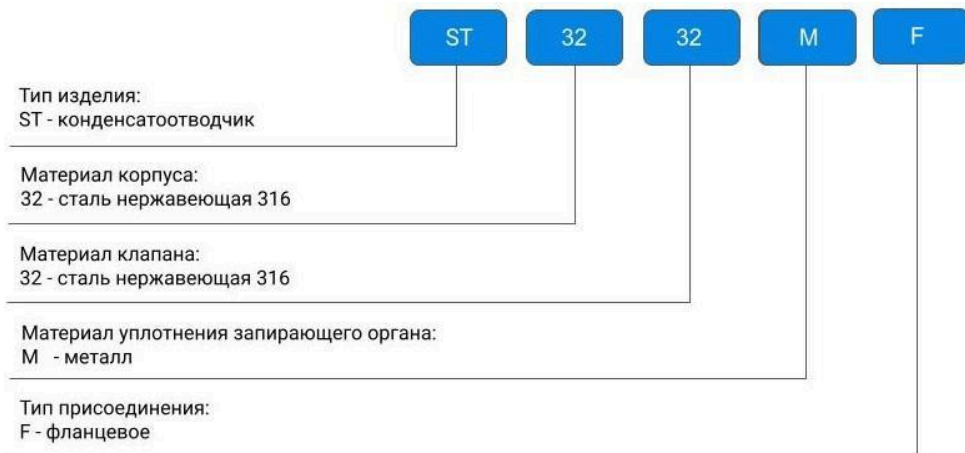 ST 32 32 M F
Тип изделия:
ST - конденсатоотводчик
Материал корпуса:
32 - сталь нержавеющая 316
Материал клапана:
32 - сталь нержавеющая 316
Материал уплотнения запирающего органа:
М - металл
Тип присоединения:
F - фланцевое